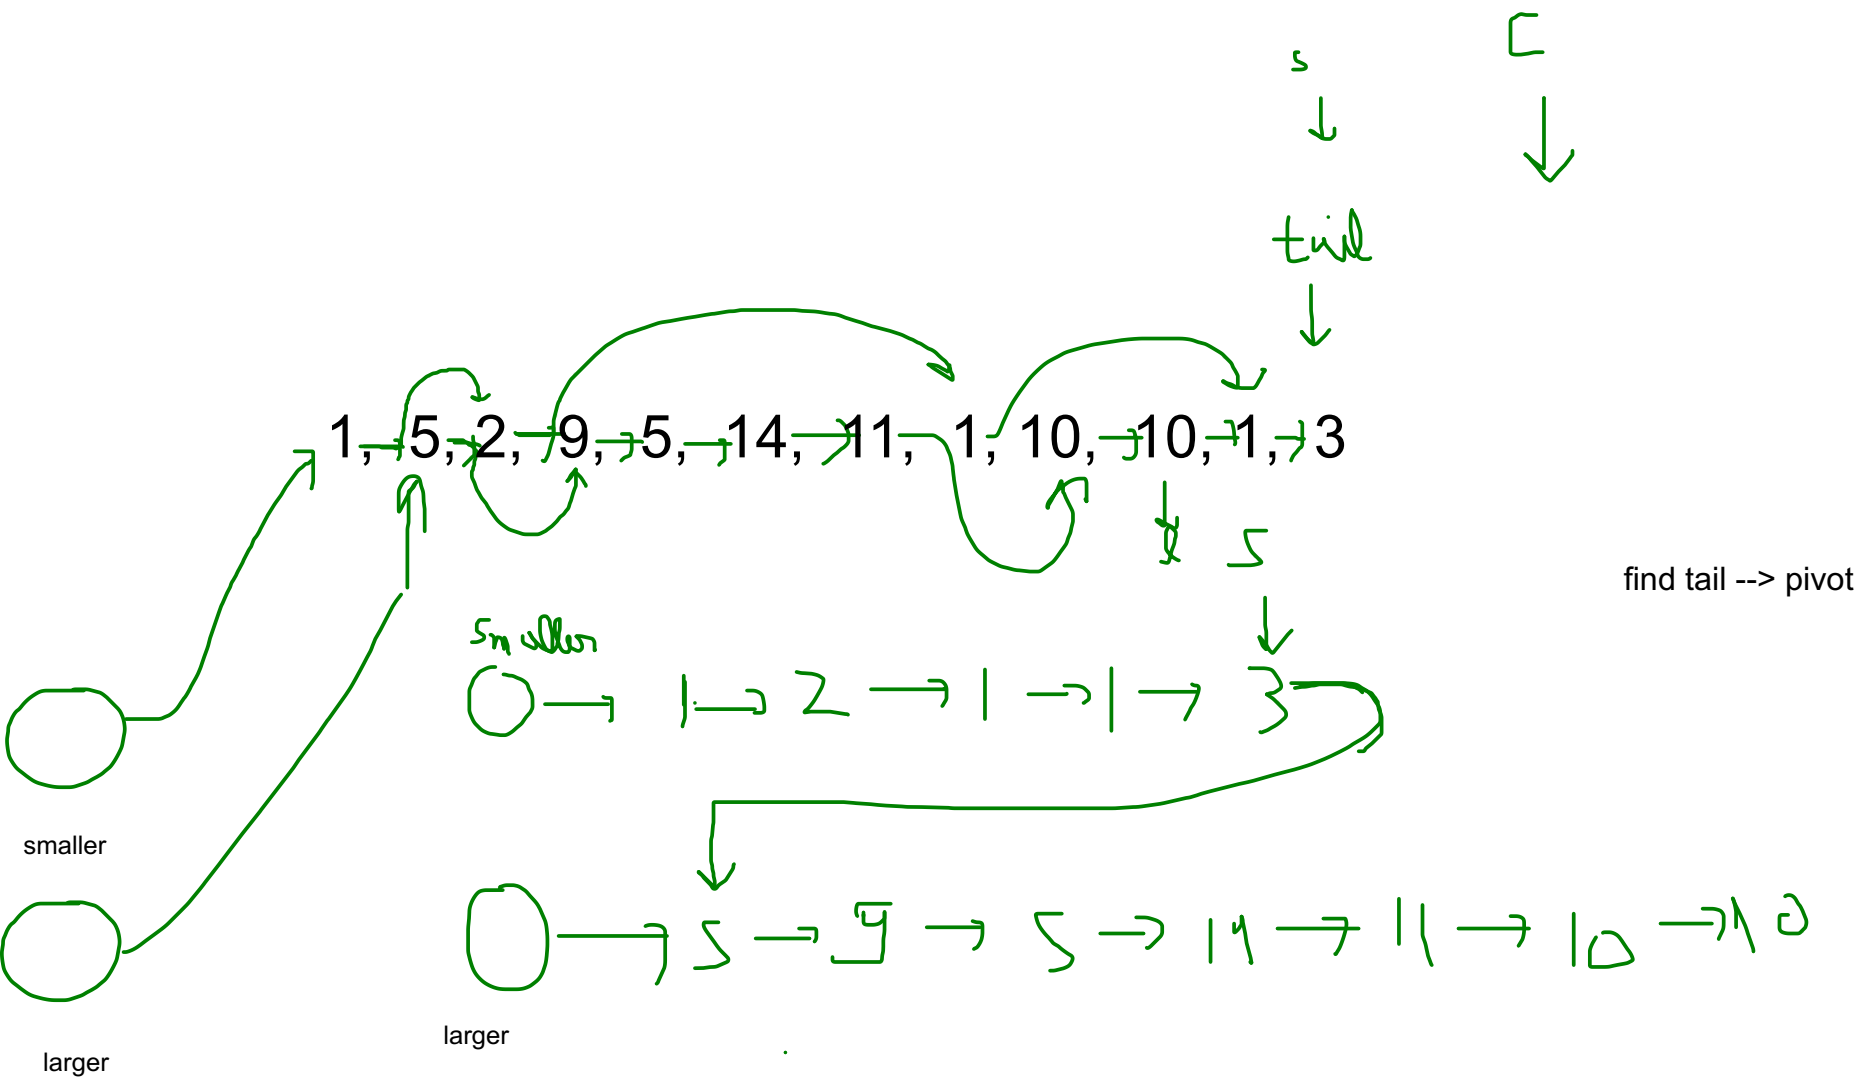 s
C
tail
1, 5, 2, 9, 5, 14, 11, 1, 10, 10, 1, 3
l S
find tail --> pivot
smaller
1 2 1 1 3
smaller
5 9 5 14 11 10 10
larger
larger